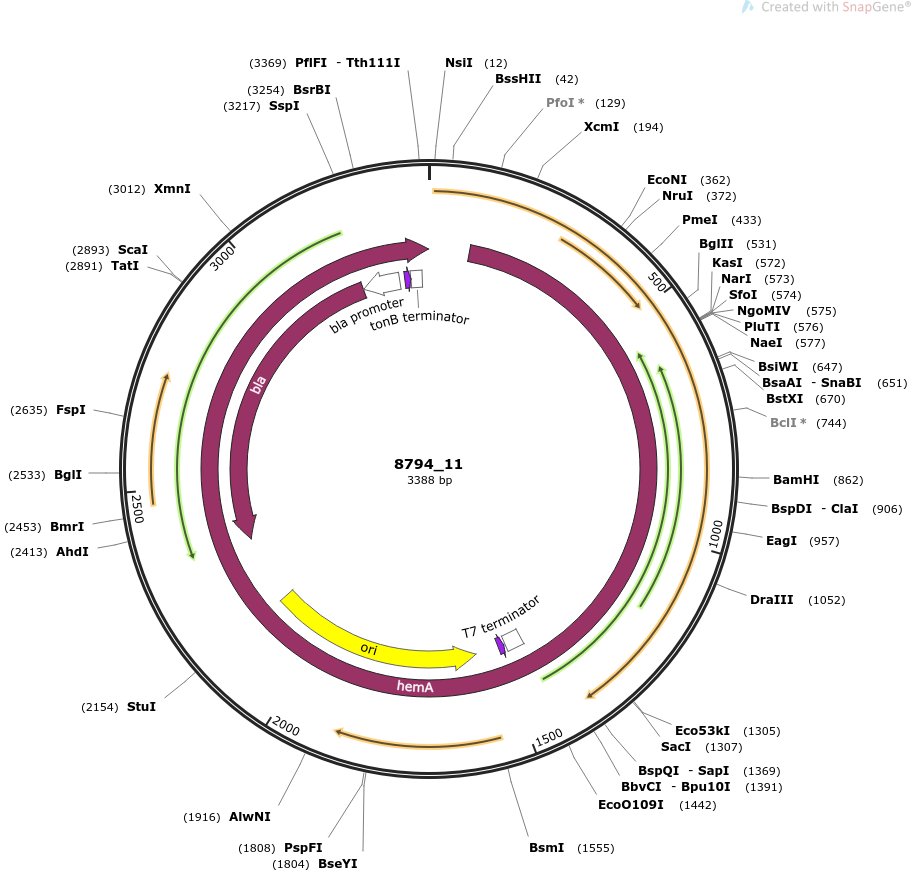 Created with SnapGene®
(3369) PflFI - Tth111I
NsiI (12)
(3254) BsrBI
BssHII (42)
(3217) SspI
PfoI * (129)
XcmI (194)
EcoNI (362)
(3012) XmnI
NruI (372)
PmeI (433)
BglII (531)
(2893) ScaI
KasI (572)
(2891) TatI
NarI (573)
SfoI (574)
NgoMIV (575)
PluTI (576)
NaeI (577)
BsiWI (647)
BsaAI - SnaBI (651)
BstXI (670)
(2635) FspI
BclI * (744)
(2533) BglI
BamHI (862)
BspDI - ClaI (906)
(2453) BmrI
EagI (957)
(2413) AhdI
DraIII (1052)
(2154) StuI
Eco53kI (1305)
SacI (1307)
BspQI - SapI (1369)
BbvCI - Bpu10I (1391)
EcoO109I (1442)
(1916) AlwNI
(1808) PspFI
BsmI (1555)
(1804) BseYI
500
1000
1500
2000
2500
3000
bla promoter
tonB terminator
bla
8794_11
3388 bp
T7 terminator
ori
hemA